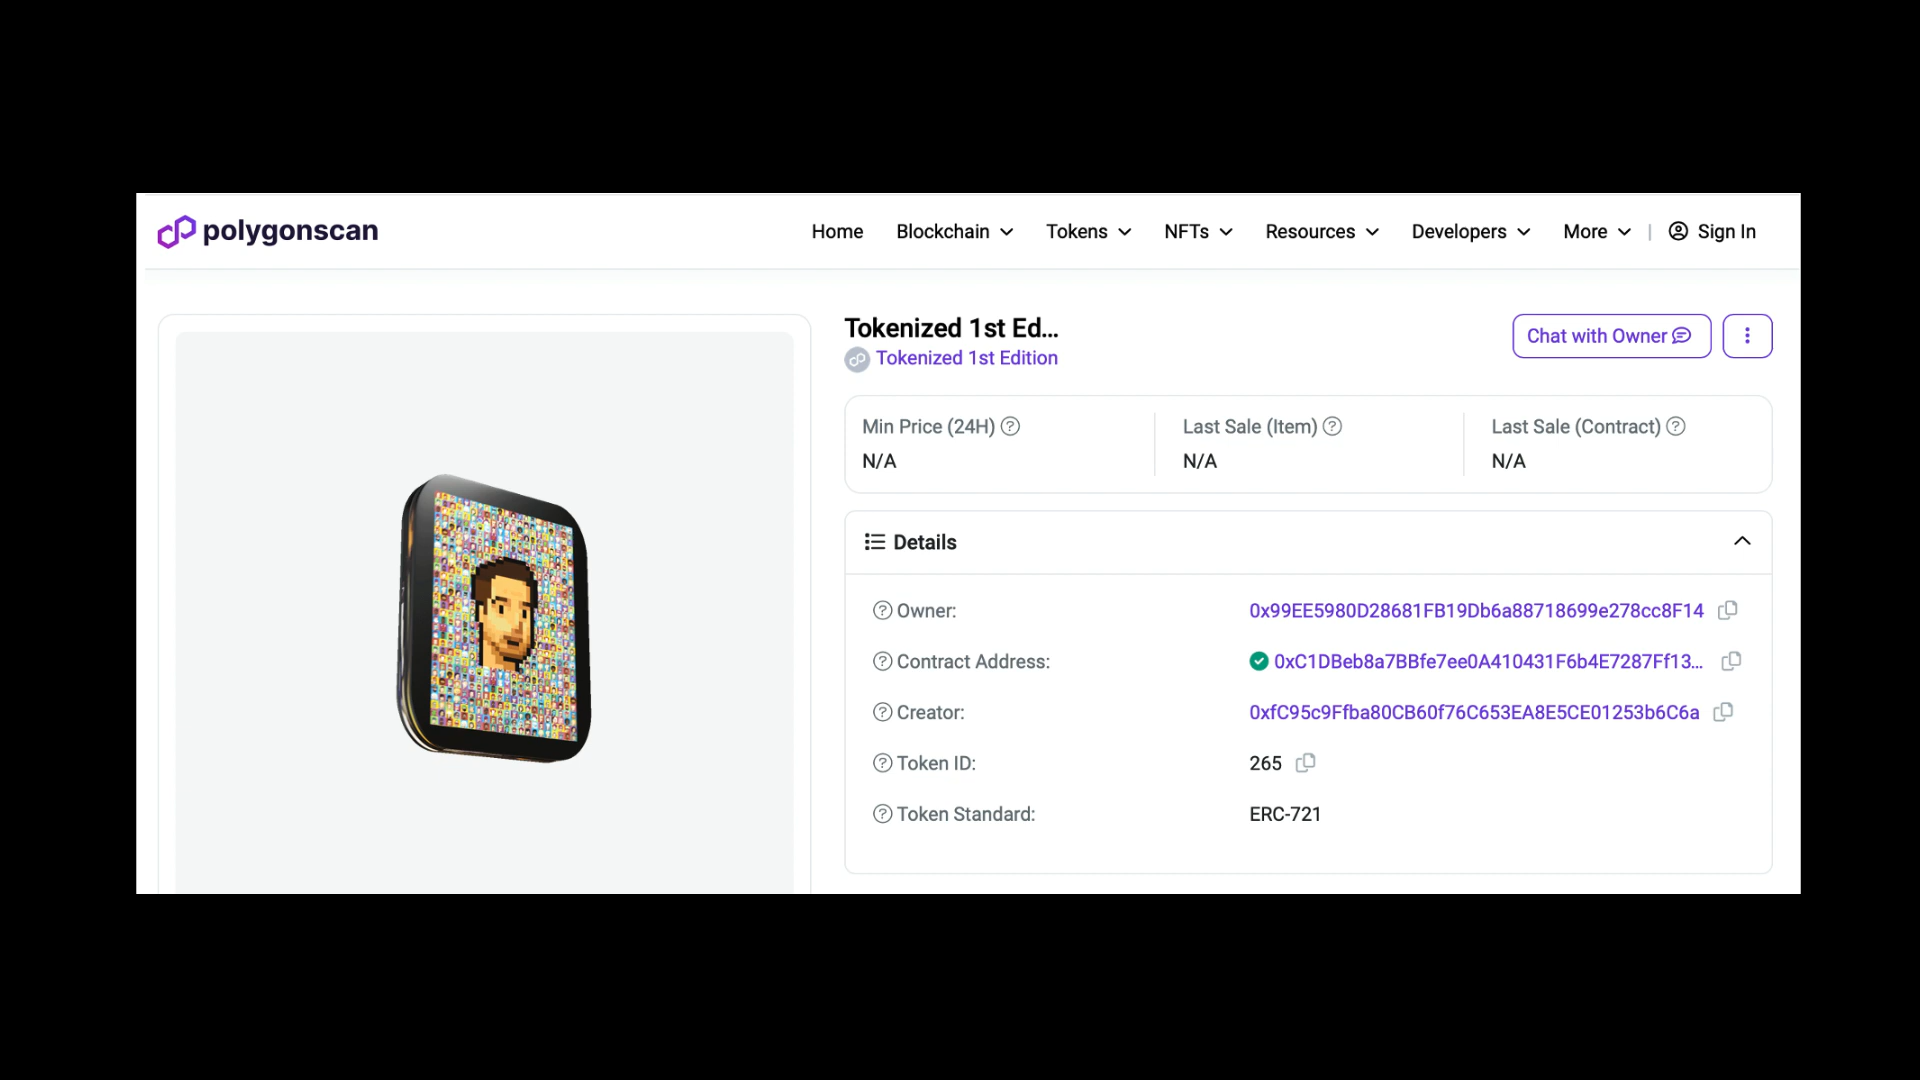 polygonscan
Home Blockchain Tokens NFTs Resources Developers More | Sign In
Tokenized 1st Ed...
Tokenized 1st Edition
Chat with Owner
Min Price (24H) Last Sale (Item) Last Sale (Contract)
N/A N/A N/A
Details
Owner: 0x99EE5980D28681FB19Db6a88718699e278cc8F14
Contract Address: 0xC1DBeb8a7BBfe7ee0A410431F6b4E7287Ff13...
Creator: 0xfC95c9Ffba80CB60f76C653EA8E5CE01253b6C6a
Token ID: 265
Token Standard: ERC-721